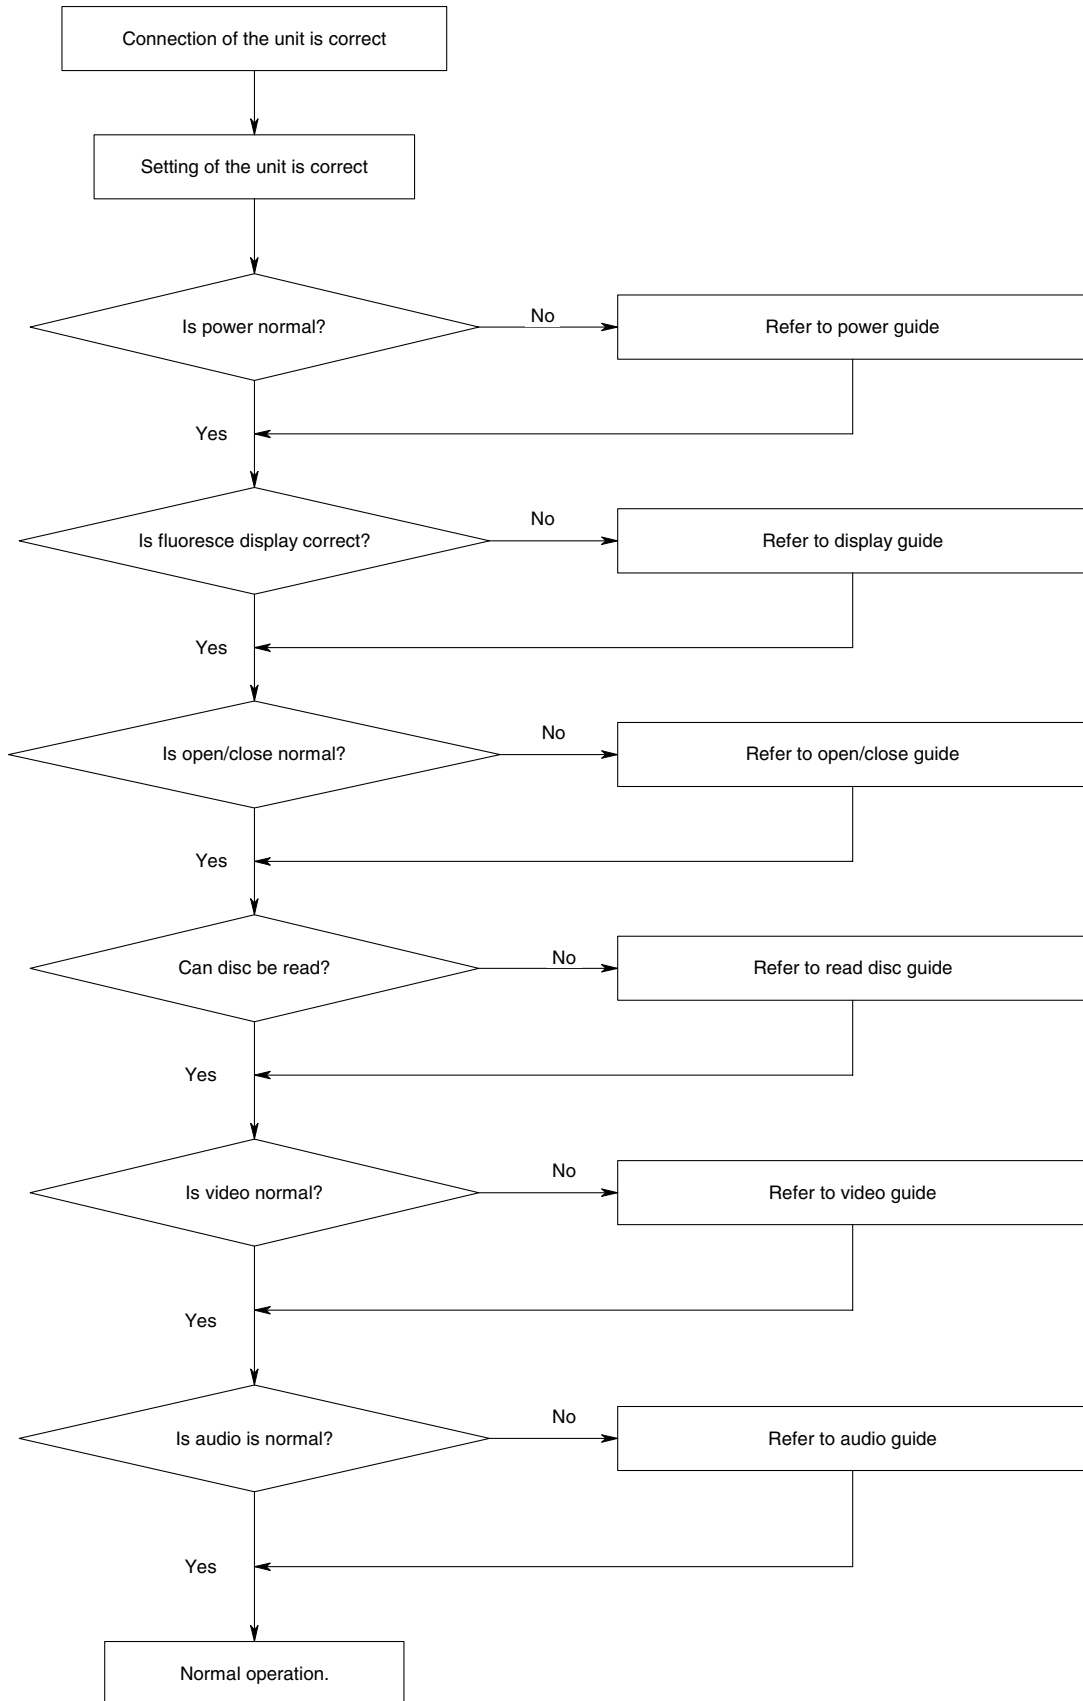 Connection of the unit is correct
Setting of the unit is correct
Is power normal?
No
Refer to power guide
Yes
Is fluoresce display correct?
No
Refer to display guide
Yes
Is open/close normal?
No
Refer to open/close guide
Yes
Can disc be read?
No
Refer to read disc guide
Yes
Is video normal?
No
Refer to video guide
Yes
Is audio is normal?
No
Refer to audio guide
Yes
Normal operation.